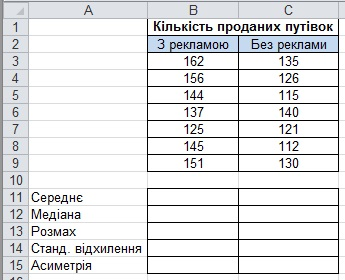 A B C
1 Кількість проданих путівок
2 З рекламою Без реклами
3 162 135
4 156 126
5 144 115
6 137 140
7 125 121
8 145 112
9 151 130
10
11 Середнє
12 Медіана
13 Розмах
14 Станд. відхилення
15 Асиметрія